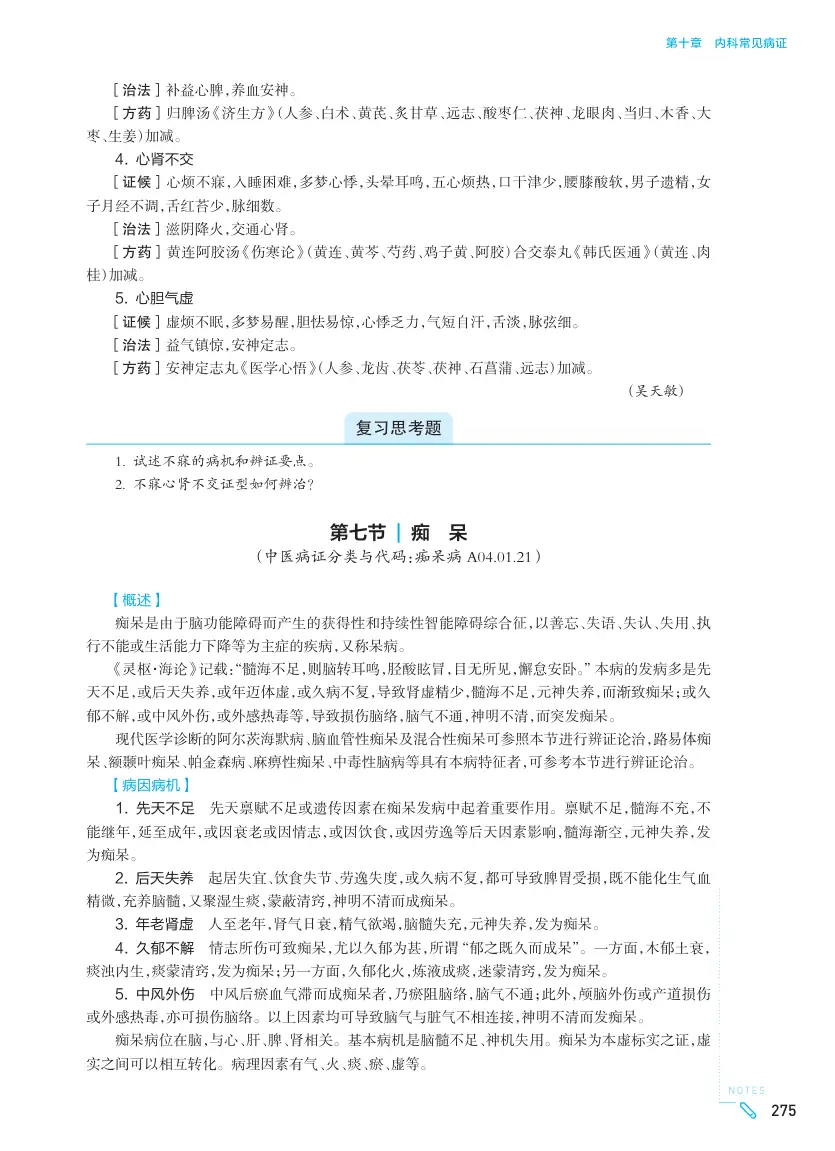 第十章　内科常见病证
［治法］补益心脾，养血安神。
［方药］归脾汤《济生方》（人参、白术、黄芪、炙甘草、远志、酸枣仁、茯神、龙眼肉、当归、木香、大
枣、生姜）加减。
4. 心肾不交
［证候］心烦不寐，入睡困难，多梦心悸，头晕耳鸣，五心烦热，口干津少，腰膝酸软，男子遗精，女
子月经不调，舌红苔少，脉细数。
［治法］滋阴降火，交通心肾。
［方药］黄连阿胶汤《伤寒论》（黄连、黄芩、芍药、鸡子黄、阿胶）合交泰丸《韩氏医通》（黄连、肉
桂）加减。
5. 心胆气虚
［证候］虚烦不眠，多梦易醒，胆怯易惊，心悸乏力，气短自汗，舌淡，脉弦细。
［治法］益气镇惊，安神定志。
［方药］安神定志丸《医学心悟》（人参、龙齿、茯苓、茯神、石菖蒲、远志）加减。
（吴天敏）
复习思考题
1. 试述不寐的病机和辨证要点。
2. 不寐心肾不交证型如何辨治？
第七节 | 痴　呆
（中医病证分类与代码：痴呆病 A04.01.21）
【概述】
痴呆是由于脑功能障碍而产生的获得性和持续性智能障碍综合征，以善忘、失语、失认、失用、执
行不能或生活能力下降等为主症的疾病，又称呆病。
《灵枢·海论》记载：“髓海不足，则脑转耳鸣，胫酸眩冒，目无所见，懈怠安卧。”本病的发病多是先
天不足，或后天失养，或年迈体虚，或久病不复，导致肾虚精少，髓海不足，元神失养，而渐致痴呆；或久
郁不解，或中风外伤，或外感热毒等，导致损伤脑络，脑气不通，神明不清，而突发痴呆。
现代医学诊断的阿尔茨海默病、脑血管性痴呆及混合性痴呆可参照本节进行辨证论治，路易体痴
呆、额颞叶痴呆、帕金森病、麻痹性痴呆、中毒性脑病等具有本病特征者，可参考本节进行辨证论治。
【病因病机】
1. 先天不足　先天禀赋不足或遗传因素在痴呆发病中起着重要作用。禀赋不足，髓海不充，不
能继年，延至成年，或因衰老或因情志，或因饮食，或因劳逸等后天因素影响，髓海渐空，元神失养，发
为痴呆。
2. 后天失养　起居失宜、饮食失节、劳逸失度，或久病不复，都可导致脾胃受损，既不能化生气血
精微，充养脑髓，又聚湿生痰，蒙蔽清窍，神明不清而成痴呆。
3. 年老肾虚　人至老年，肾气日衰，精气欲竭，脑髓失充，元神失养，发为痴呆。
4. 久郁不解　情志所伤可致痴呆，尤以久郁为甚，所谓“郁之既久而成呆”。一方面，木郁土衰，
痰浊内生，痰蒙清窍，发为痴呆；另一方面，久郁化火，炼液成痰，迷蒙清窍，发为痴呆。
5. 中风外伤　中风后瘀血气滞而成痴呆者，乃瘀阻脑络，脑气不通；此外，颅脑外伤或产道损伤
或外感热毒，亦可损伤脑络。以上因素均可导致脑气与脏气不相连接，神明不清而发痴呆。
痴呆病位在脑，与心、肝、脾、肾相关。基本病机是脑髓不足、神机失用。痴呆为本虚标实之证，虚
实之间可以相互转化。病理因素有气、火、痰、瘀、虚等。
NOTES
275